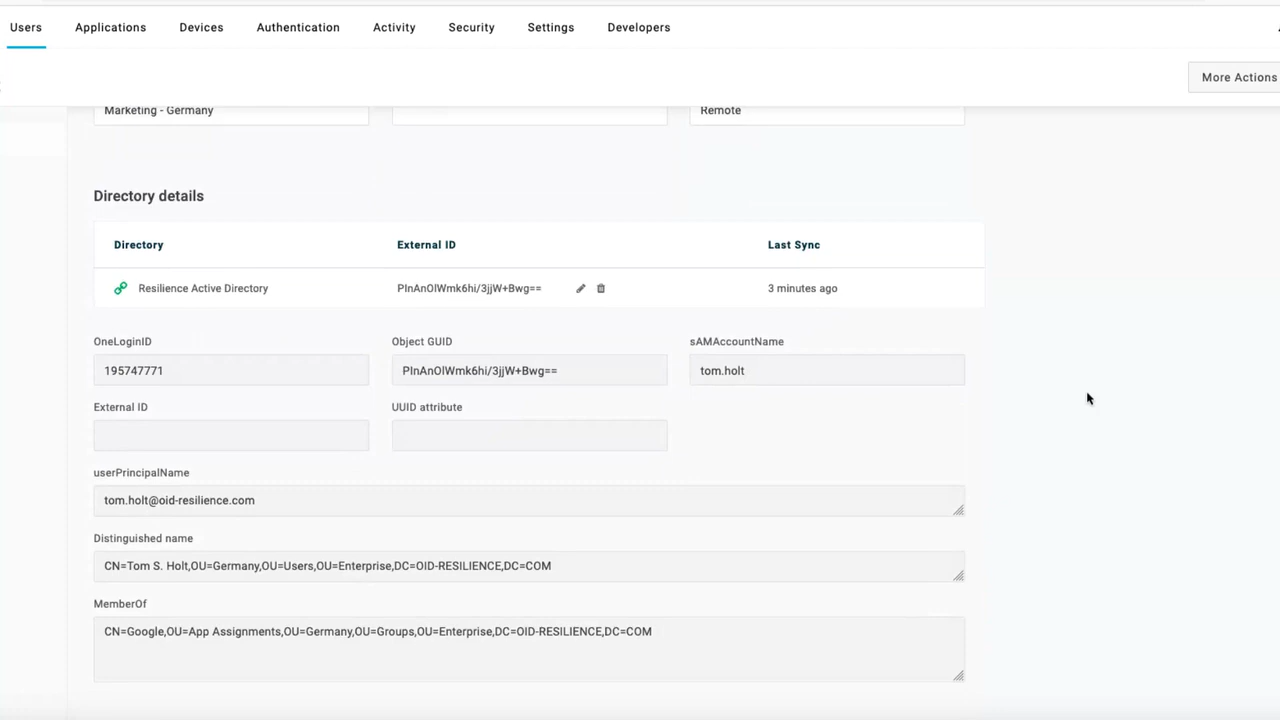 Users Applications Devices Authentication Activity Security Settings Developers
More Actions
Marketing - Germany Remote
Directory details
Directory External ID Last Sync
Resilience Active Directory PInAnOlWmk6hi/3jjW+Bwg== 3 minutes ago
OneLoginID Object GUID sAMAccountName
195747771 PInAnOlWmk6hi/3jjW+Bwg== tom.holt
External ID UUID attribute
userPrincipalName
tom.holt@oid-resilience.com
Distinguished name
CN=Tom S. Holt,OU=Germany,OU=Users,OU=Enterprise,DC=OID-RESILIENCE,DC=COM
MemberOf
CN=Google,OU=App Assignments,OU=Germany,OU=Groups,OU=Enterprise,DC=OID-RESILIENCE,DC=COM